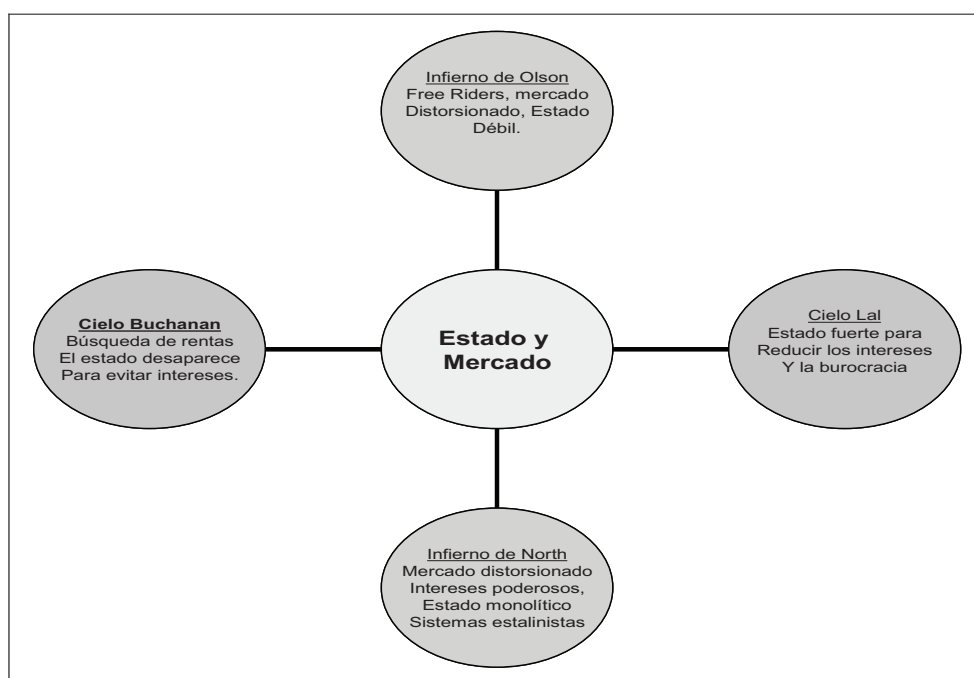 Infierno de Olson
Free Riders, mercado
Distorsionado, Estado
Débil.
Cielo Buchanan
Búsqueda de rentas
El estado desaparece
Para evitar intereses.
Estado y
Mercado
Cielo Lal
Estado fuerte para
Reducir los intereses
Y la burocracia
Infierno de North
Mercado distorsionado
Intereses poderosos,
Estado monolítico
Sistemas estalinistas